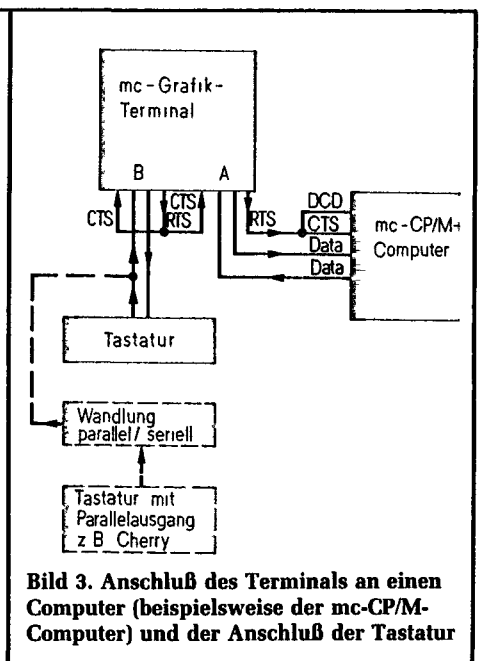 mc-Grafik-
Terminal
B A
CTS CTS
RTS RTS
DCD
CTS
Data
Data
mc-CP/M-
Computer
Tastatur
Wandlung
parallel/seriell
Tastatur mit
Parallelausgang
z B Cherry
Bild 3. Anschluß des Terminals an einen
Computer (beispielsweise der mc-CP/M-
Computer) und der Anschluß der Tastatur